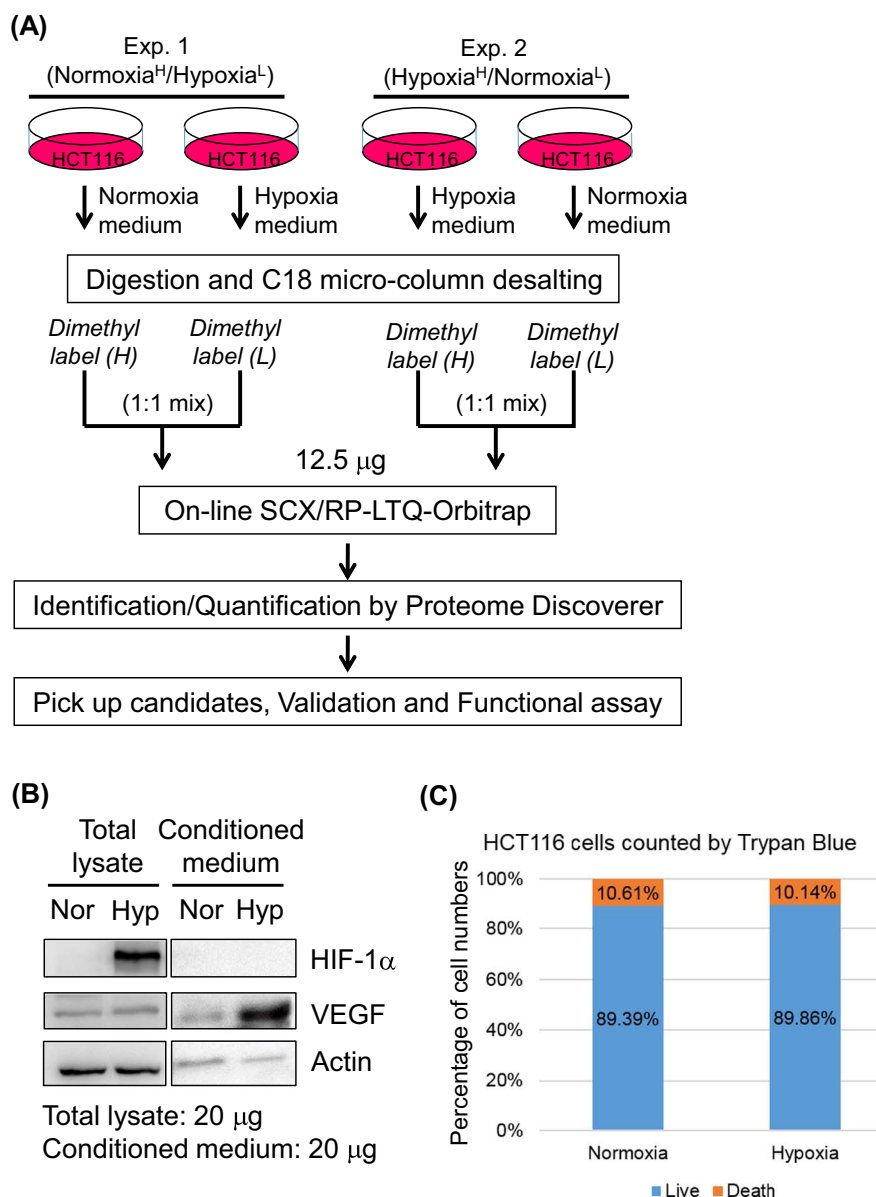 (A)
Exp. 1
(Normoxiaᴴ/Hypoxiaᴸ)
Exp. 2
(Hypoxiaᴴ/Normoxiaᴸ)
HCT116
HCT116
HCT116
HCT116
Normoxia
medium
Hypoxia
medium
Hypoxia
medium
Normoxia
medium
Digestion and C18 micro-column desalting
Dimethyl
label (H)
Dimethyl
label (L)
Dimethyl
label (H)
Dimethyl
label (L)
(1:1 mix)
(1:1 mix)
12.5 μg
On-line SCX/RP-LTQ-Orbitrap
Identification/Quantification by Proteome Discoverer
Pick up candidates, Validation and Functional assay
(B)
Total
lysate
Conditioned
medium
Nor Hyp Nor Hyp
HIF-1α
VEGF
Actin
Total lysate: 20 μg
Conditioned medium: 20 μg
(C)
HCT116 cells counted by Trypan Blue
Percentage of cell numbers
100%
80%
60%
40%
20%
0%
10.61%
10.14%
89.39%
89.86%
Normoxia
Hypoxia
Live Death